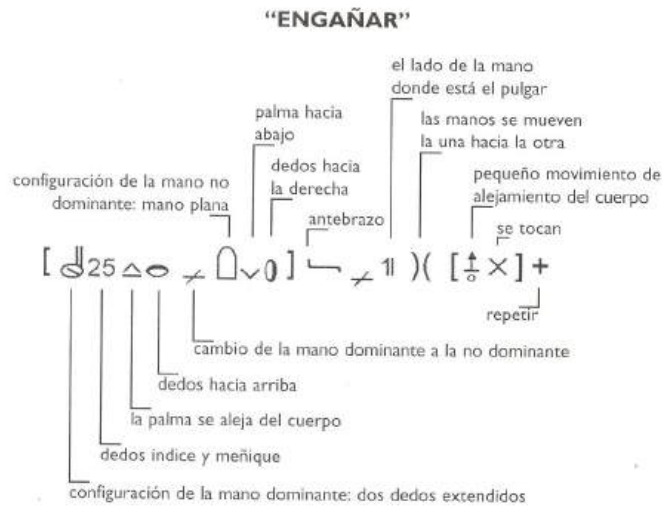 “ENGAÑAR”
el lado de la mano
donde está el pulgar
palma hacia
abajo
las manos se mueven
la una hacia la otra
dedos hacia
la derecha
pequeño movimiento de
alejamiento del cuerpo
configuración de la mano no
dominante: mano plana
antebrazo
se tocan
[ 25 ] )( [ × ] +
repetir
cambio de la mano dominante a la no dominante
dedos hacia arriba
la palma se aleja del cuerpo
dedos indice y meñique
configuración de la mano dominante: dos dedos extendidos